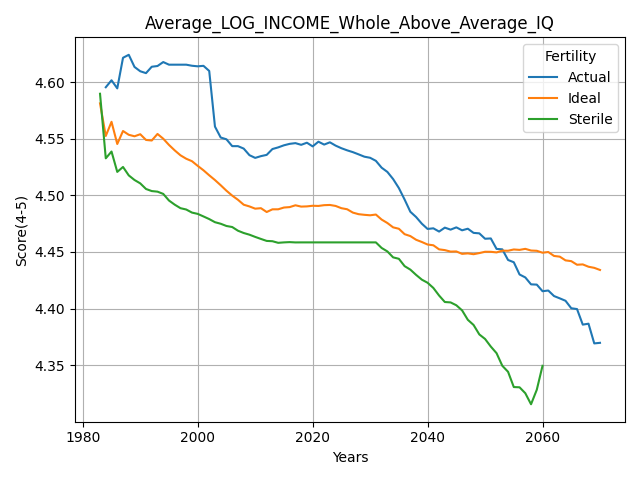 Average_LOG_INCOME_Whole_Above_Average_IQ
Fertility
Actual
Ideal
Sterile
Score(4-5)
4.60
4.55
4.50
4.45
4.40
4.35
1980
2000
2020
2040
2060
Years